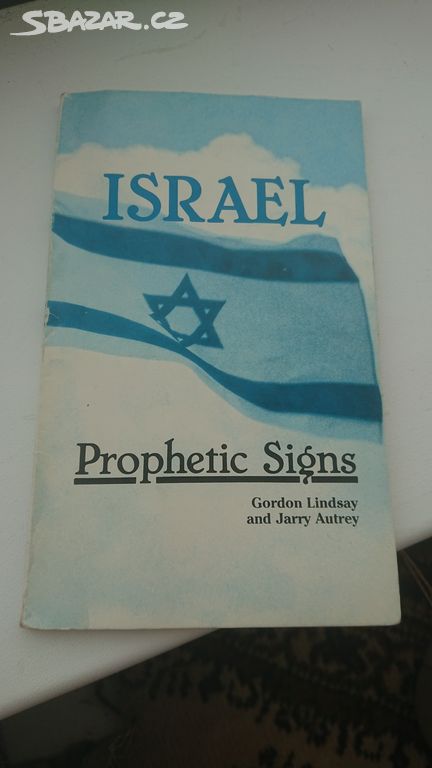 SBAZAR.CZ
ISRAEL
Prophetic Signs
Gordon Lindsay
and Jarry Autrey